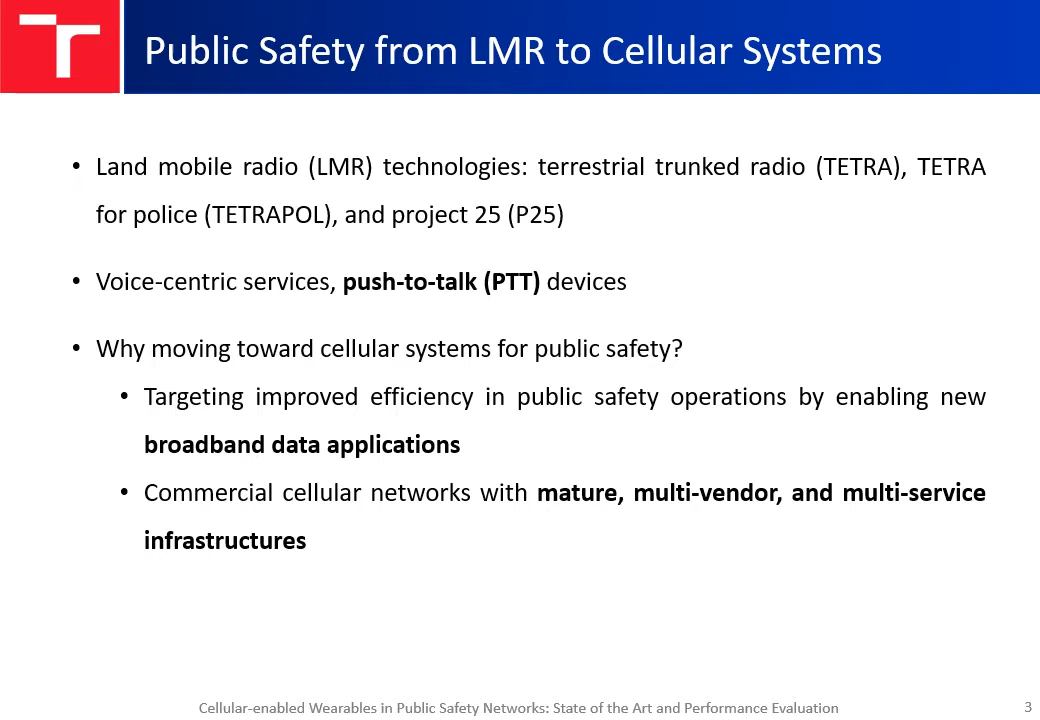 Public Safety from LMR to Cellular Systems
• Land mobile radio (LMR) technologies: terrestrial trunked radio (TETRA), TETRA
for police (TETRAPOL), and project 25 (P25)
• Voice-centric services, push-to-talk (PTT) devices
• Why moving toward cellular systems for public safety?
• Targeting improved efficiency in public safety operations by enabling new
broadband data applications
• Commercial cellular networks with mature, multi-vendor, and multi-service
infrastructures
Cellular-enabled Wearables in Public Safety Networks: State of the Art and Performance Evaluation
3